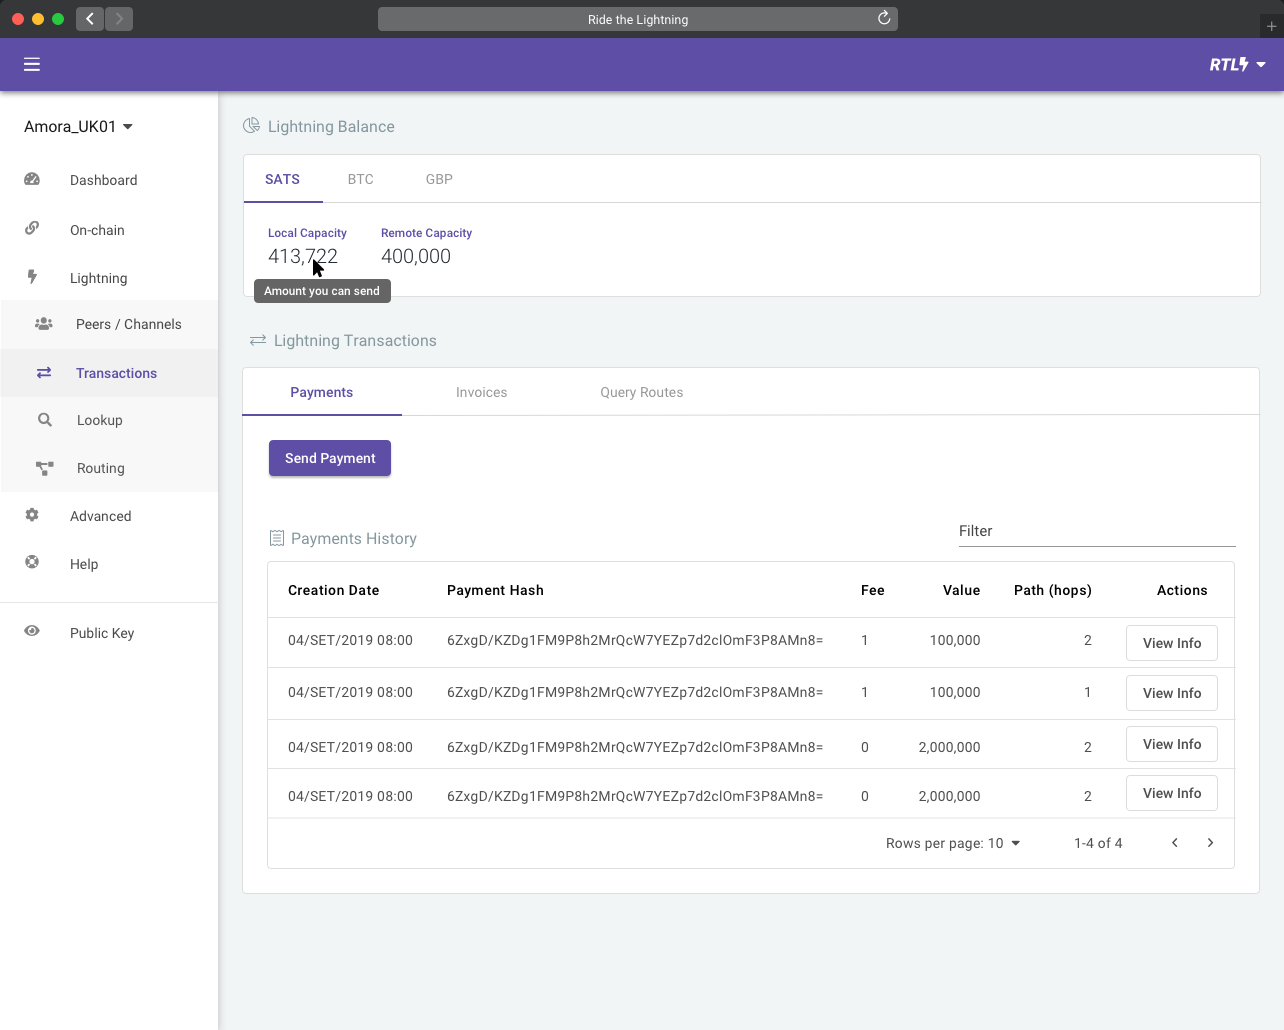 Ride the Lightning
RTL
Amora_UK01
Dashboard
On-chain
Lightning
Peers / Channels
Transactions
Lookup
Routing
Advanced
Help
Public Key
Lightning Balance
SATS BTC GBP
Local Capacity Remote Capacity
413,722 400,000
Amount you can send
Lightning Transactions
Payments Invoices Query Routes
Send Payment
Payments History
Filter
Creation Date Payment Hash Fee Value Path (hops) Actions
04/SET/2019 08:00 6ZxgD/KZDg1FM9P8h2MrQcW7YEZp7d2clOmF3P8AMn8= 1 100,000 2 View Info
04/SET/2019 08:00 6ZxgD/KZDg1FM9P8h2MrQcW7YEZp7d2clOmF3P8AMn8= 1 100,000 1 View Info
04/SET/2019 08:00 6ZxgD/KZDg1FM9P8h2MrQcW7YEZp7d2clOmF3P8AMn8= 0 2,000,000 2 View Info
04/SET/2019 08:00 6ZxgD/KZDg1FM9P8h2MrQcW7YEZp7d2clOmF3P8AMn8= 0 2,000,000 2 View Info
Rows per page: 10 1-4 of 4